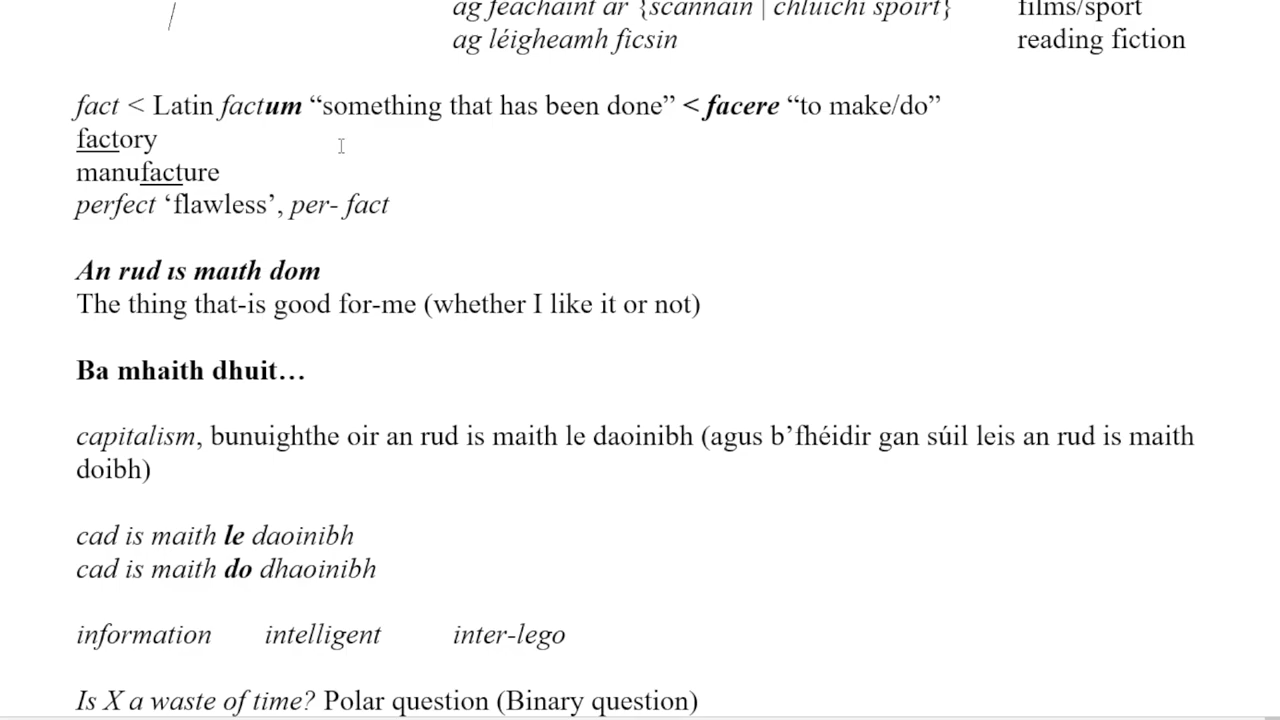 ag féachaint ar {scannáin | chluichí spóirt} films/sport
ag léigheamh ficsin reading fiction
fact < Latin factum “something that has been done” < facere “to make/do”
factory
manufacture
perfect ‘flawless’, per- fact
An rud ıs maıth dom
The thing that-is good for-me (whether I like it or not)
Ba mhaith dhuit…
capitalism, bunuighthe oir an rud is maith le daoinibh (agus b’fhéidir gan súil leis an rud is maith
doibh)
cad is maith le daoinibh
cad is maith do dhaoinibh
information intelligent inter-lego
Is X a waste of time? Polar question (Binary question)